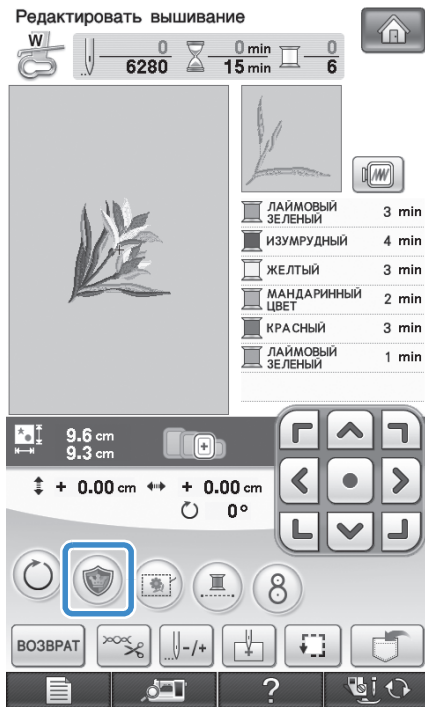 Редактировать вышивание
W
0 0 min 0
6280 15 min 6
ЛАЙМОВЫЙ ЗЕЛЕНЫЙ 3 min
ИЗУМРУДНЫЙ 4 min
ЖЕЛТЫЙ 3 min
МАНДАРИННЫЙ ЦВЕТ 2 min
КРАСНЫЙ 3 min
ЛАЙМОВЫЙ ЗЕЛЕНЫЙ 1 min
9.6 cm
9.3 cm
+ 0.00 cm + 0.00 cm
0°
8
ВОЗВРАТ -/+
?